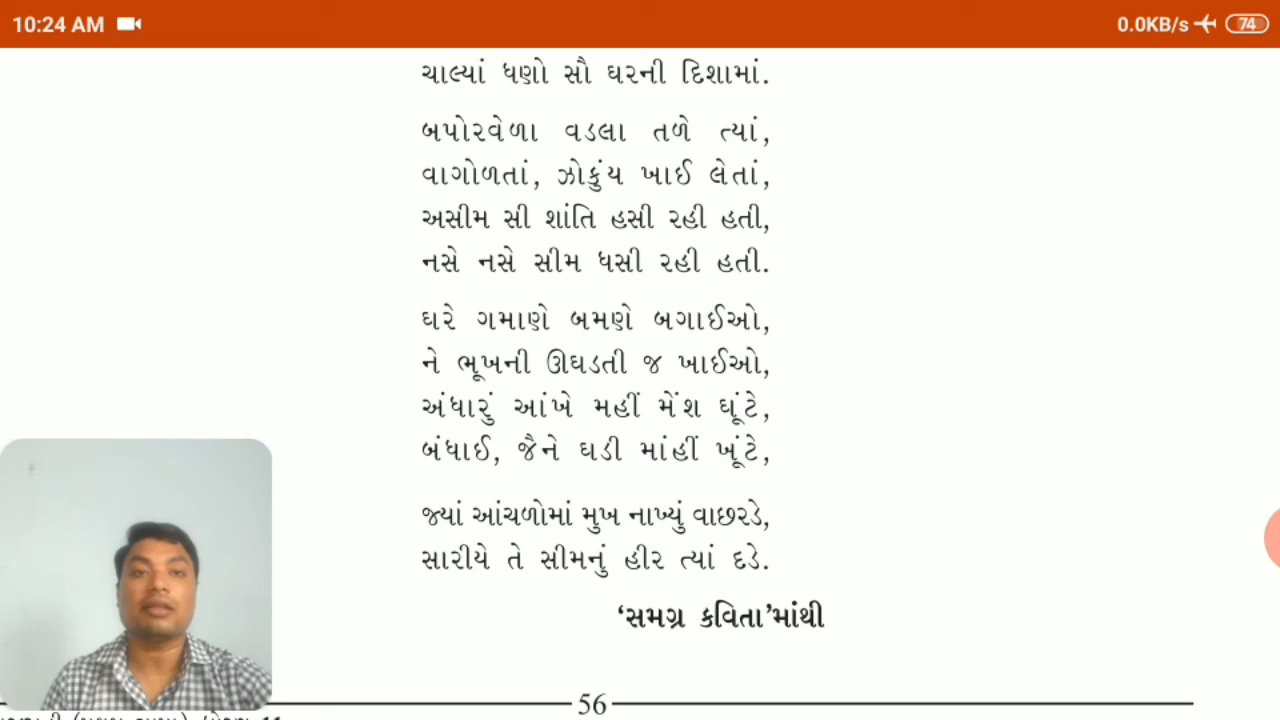 10:24 AM
0.0KB/s 74
ચાલ્યાં ધણો સૌ ઘરની દિશામાં.
બપોરવેળા વડલા તળે ત્યાં,
વાગોળતાં, ઝોકુંય ખાઈ લેતાં,
અસીમ સી શાંતિ હસી રહી હતી,
નસે નસે સીમ ધસી રહી હતી.
ઘરે ગમાણે બમણે બગાઈઓ,
ને ભૂખની ઊઘડતી જ ખાઈઓ,
અંધારું આંખે મહીં મેંશ ઘૂંટે,
બંધાઈ, જૈને ઘડી માંહીં ખૂંટે,
જ્યાં આંચળોમાં મુખ નાખ્યું વાછરડે,
સારીયે તે સીમનું હીર ત્યાં દડે.
‘સમગ્ર કવિતા’માંથી
56